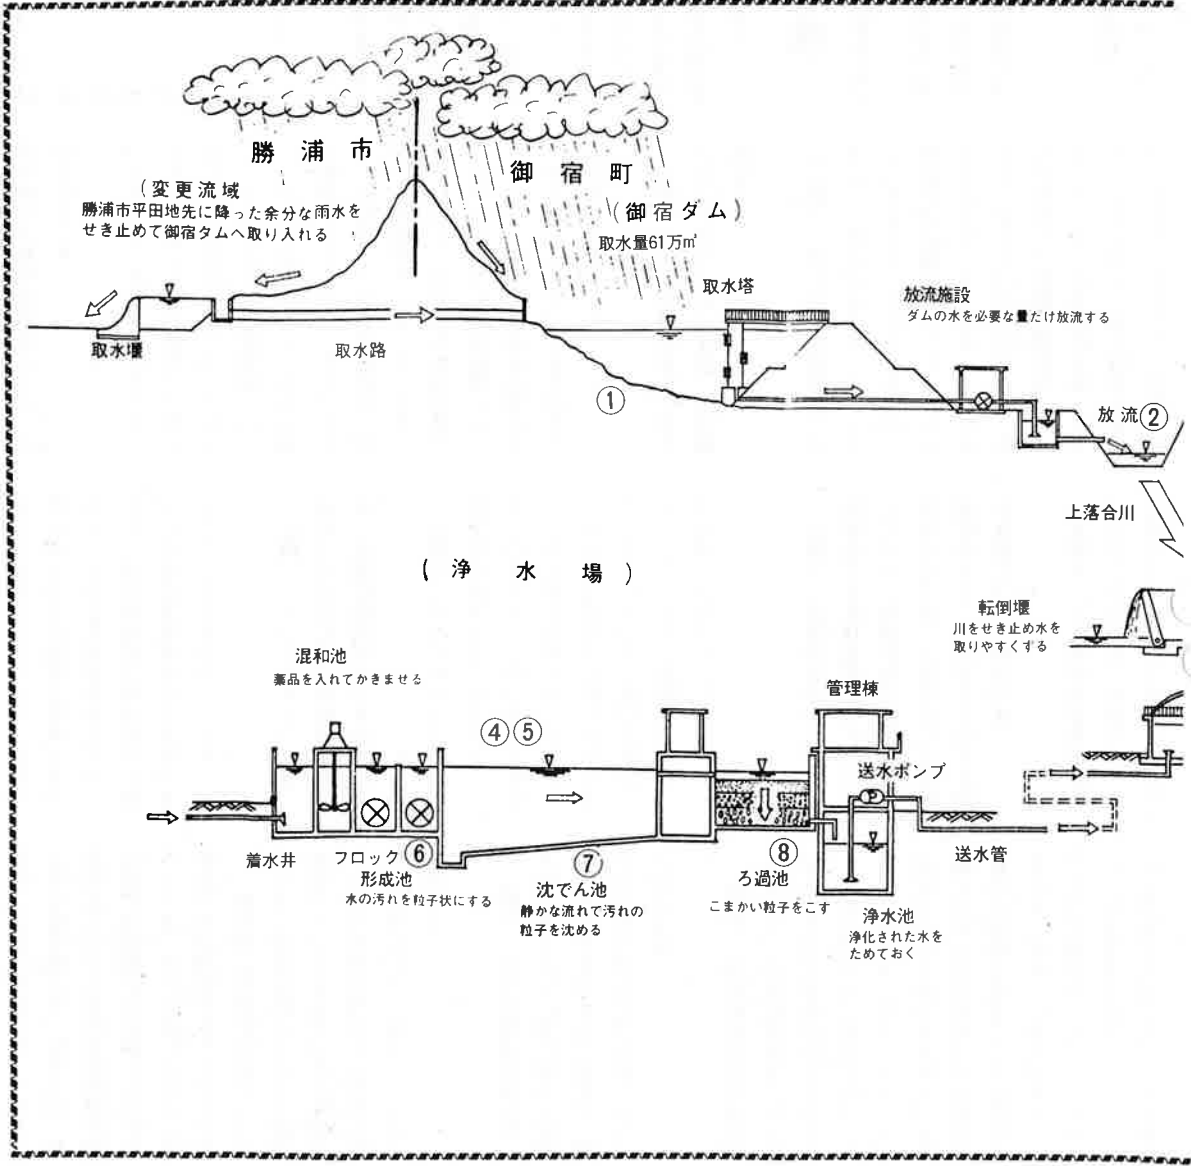 勝浦市
御宿町
(変更流域
勝浦市平田地先に降った余分な雨水を
せき止めて御宿タムへ取り入れる
(御宿ダム)
取水量61万㎥
取水塔
放流施設
ダムの水を必要な量だけ放流する
取水堰
取水路
①
放流②
上落合川
(浄水場)
転倒堰
川をせき止め水を
取りやすくする
混和池
薬品を入れてかきませる
④⑤
管理棟
送水ポンプ
P
着水井
フロック⑥
形成池
水の汚れを粒子状にする
⑦
沈でん池
静かな流れて汚れの
粒子を沈める
⑧
ろ過池
こまかい粒子をこす
浄水池
浄化された水を
ためておく
送水管